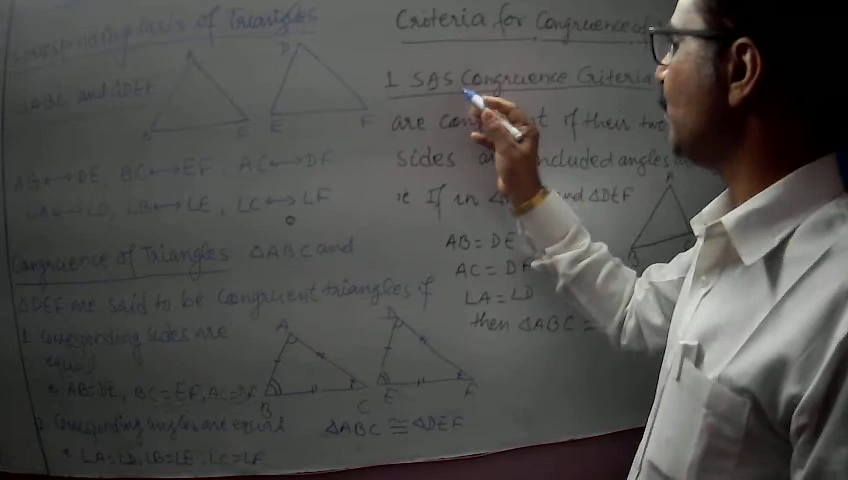 Corresponding Parts of Triangles
△ABC and △DEF
D
C E F
AB↔DE, BC↔EF, AC↔DF
∠A↔∠D, ∠B↔∠E, ∠C↔∠F
Congruence of Triangles △ABC and
△DEF are said to be Congruent triangles if
1 Corresponding sides are
equal
AB=DE, BC=EF, AC=DF
A D
B C E F
2 Corresponding angles are equal
△ABC ≅ △DEF
∠A=∠D, ∠B=∠E, ∠C=∠F
Criteria for Congruence of
1 SAS Congruence Criteria
are if their two
sides included angles
ie If in and △DEF
A
B
AB = DE
AC = DF
∠A = ∠D
then △ABC =